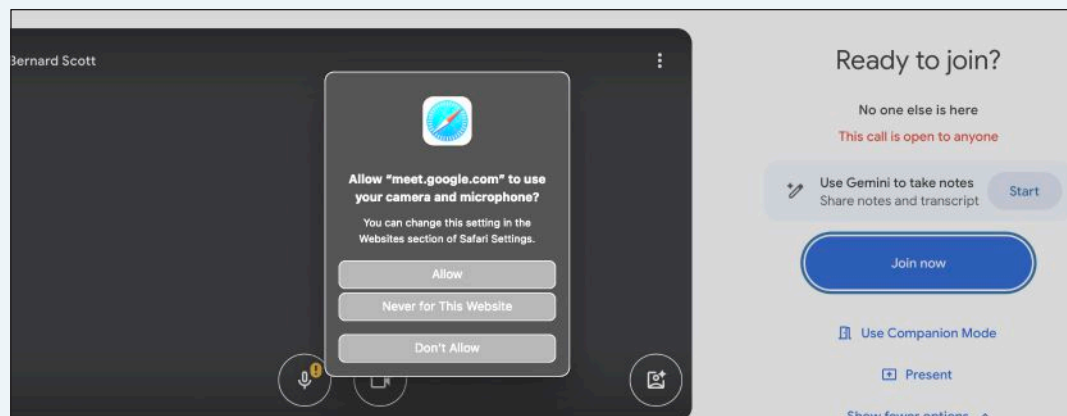 Bernard Scott
Allow “meet.google.com” to use
your camera and microphone?
You can change this setting in the
Websites section of Safari Settings.
Allow
Never for This Website
Don't Allow
Ready to join?
No one else is here
This call is open to anyone
Use Gemini to take notes
Share notes and transcript
Start
Join now
Use Companion Mode
Present
Show fewer options